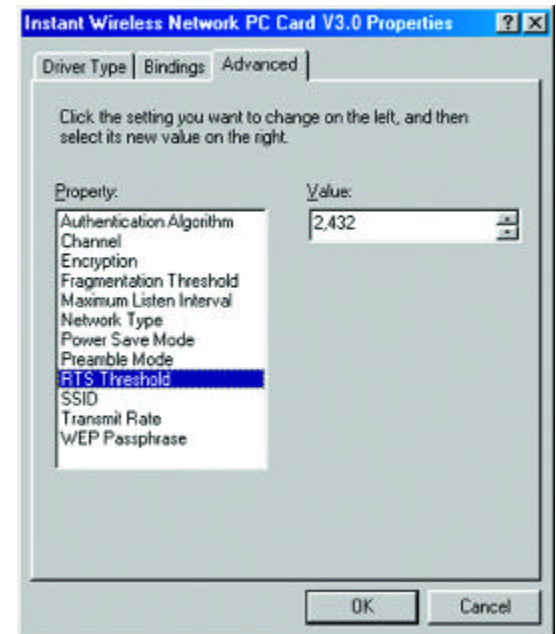 Instant Wireless Network PC Card V3.0 Properties
Driver Type Bindings Advanced
Click the setting you want to change on the left, and then
select its new value on the right.
Property:
Authentication Algorithm
Channel
Encryption
Fragmentation Threshold
Maximum Listen Interval
Network Type
Power Save Mode
Preamble Mode
RTS Threshold
SSID
Transmit Rate
WEP Passphrase
Value:
2,432
OK Cancel